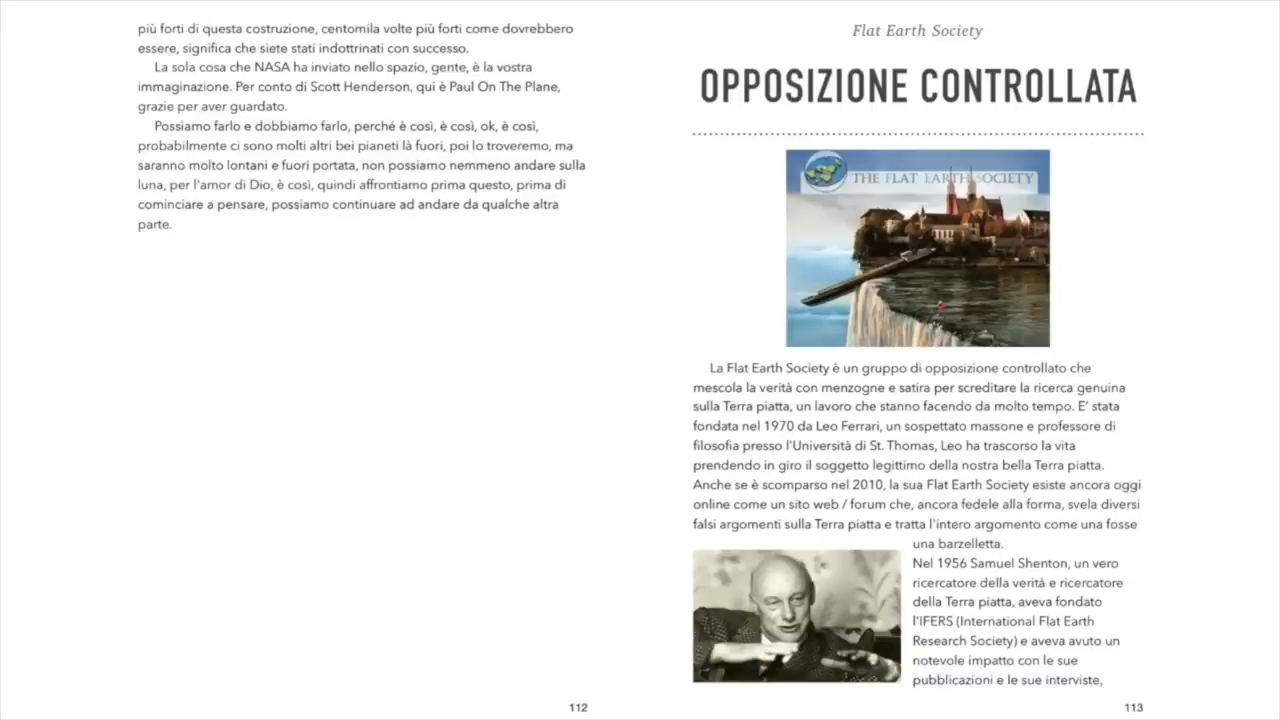 più forti di questa costruzione, centomila volte più forti come dovrebbero
essere, significa che siete stati indottrinati con successo.
La sola cosa che NASA ha inviato nello spazio, gente, è la vostra
immaginazione. Per conto di Scott Henderson, qui è Paul On The Plane,
grazie per aver guardato.
Possiamo farlo e dobbiamo farlo, perché è così, è così, ok, è così,
probabilmente ci sono molti altri bei pianeti là fuori, poi lo troveremo, ma
saranno molto lontani e fuori portata, non possiamo nemmeno andare sulla
luna, per l'amor di Dio, è così, quindi affrontiamo prima questo, prima di
cominciare a pensare, possiamo continuare ad andare da qualche altra
parte.
112
Flat Earth Society
OPPOSIZIONE CONTROLLATA
THE FLAT EARTH SOCIETY
La Flat Earth Society è un gruppo di opposizione controllato che
mescola la verità con menzogne e satira per screditare la ricerca genuina
sulla Terra piatta, un lavoro che stanno facendo da molto tempo. E' stata
fondata nel 1970 da Leo Ferrari, un sospettato massone e professore di
filosofia presso l'Università di St. Thomas, Leo ha trascorso la vita
prendendo in giro il soggetto legittimo della nostra bella Terra piatta.
Anche se è scomparso nel 2010, la sua Flat Earth Society esiste ancora oggi
online come un sito web / forum che, ancora fedele alla forma, svela diversi
falsi argomenti sulla Terra piatta e tratta l'intero argomento come una fosse
una barzelletta.
Nel 1956 Samuel Shenton, un vero
ricercatore della verità e ricercatore
della Terra piatta, aveva fondato
l'IFERS (International Flat Earth
Research Society) e aveva avuto un
notevole impatto con le sue
pubblicazioni e le sue interviste,
113